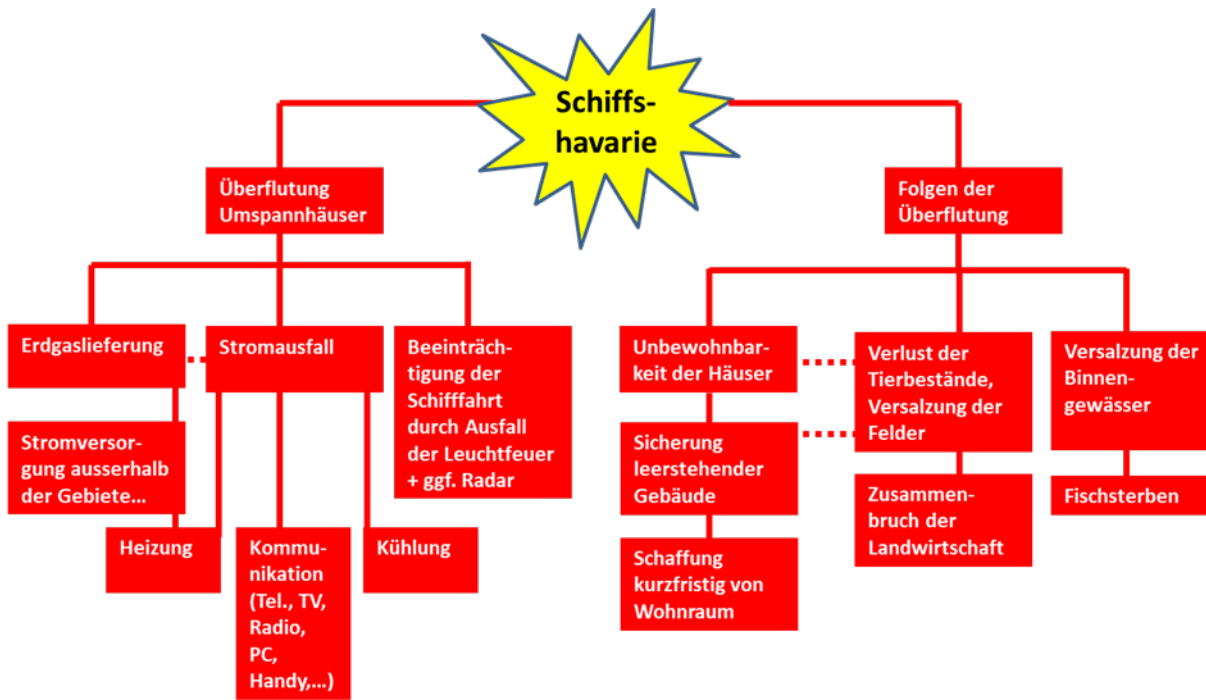 Schiffs-
havarie
Überflutung
Umspannhäuser
Folgen der
Überflutung
Erdgaslieferung
Stromausfall
Beeinträch-
tigung der
Schifffahrt
durch Ausfall
der Leuchtfeuer
+ ggf. Radar
Unbewohnbar-
keit der Häuser
Verlust der
Tierbestände,
Versalzung der
Felder
Versalzung der
Binnen-
gewässer
Stromversor-
gung ausserhalb
der Gebiete…
Sicherung
leerstehender
Gebäude
Zusammen-
bruch der
Landwirtschaft
Fischsterben
Heizung
Kommu-
nikation
(Tel., TV,
Radio,
PC,
Handy,…)
Kühlung
Schaffung
kurzfristig von
Wohnraum